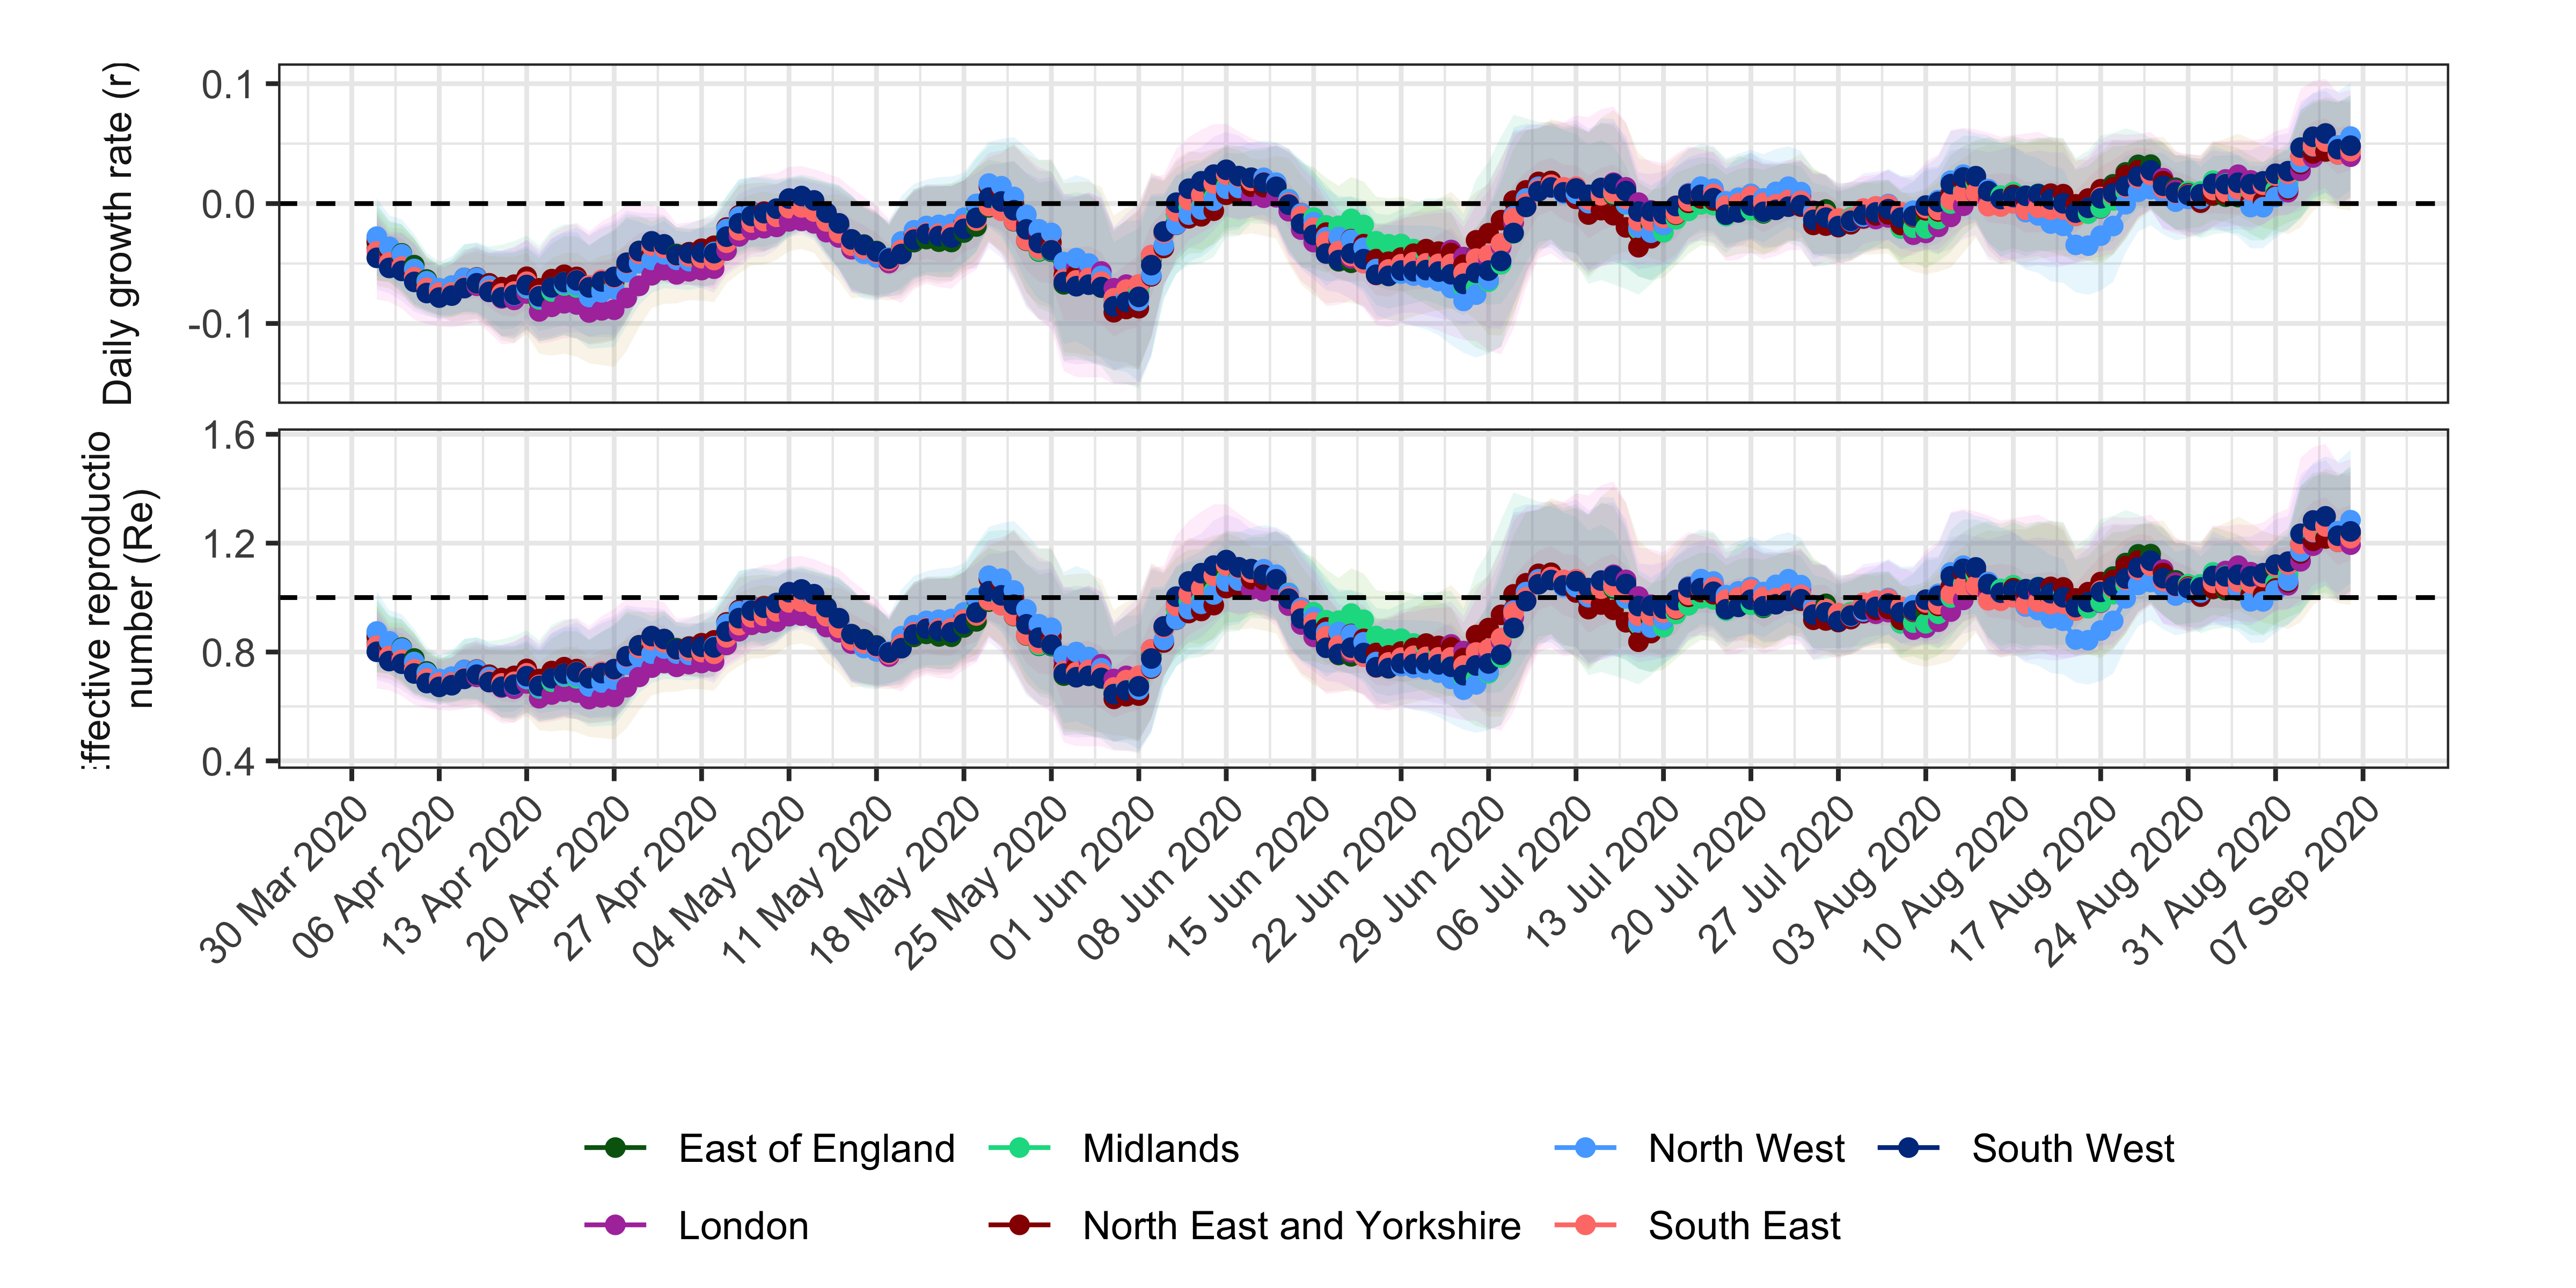 Daily growth rate (r)
0.1
0.0
-0.1
ffective reproductio
number (Re)
1.6
1.2
0.8
0.4
30 Mar 2020
06 Apr 2020
13 Apr 2020
20 Apr 2020
27 Apr 2020
04 May 2020
11 May 2020
18 May 2020
25 May 2020
01 Jun 2020
08 Jun 2020
15 Jun 2020
22 Jun 2020
29 Jun 2020
06 Jul 2020
13 Jul 2020
20 Jul 2020
27 Jul 2020
03 Aug 2020
10 Aug 2020
17 Aug 2020
24 Aug 2020
31 Aug 2020
07 Sep 2020
East of England
Midlands
North West
South West
London
North East and Yorkshire
South East